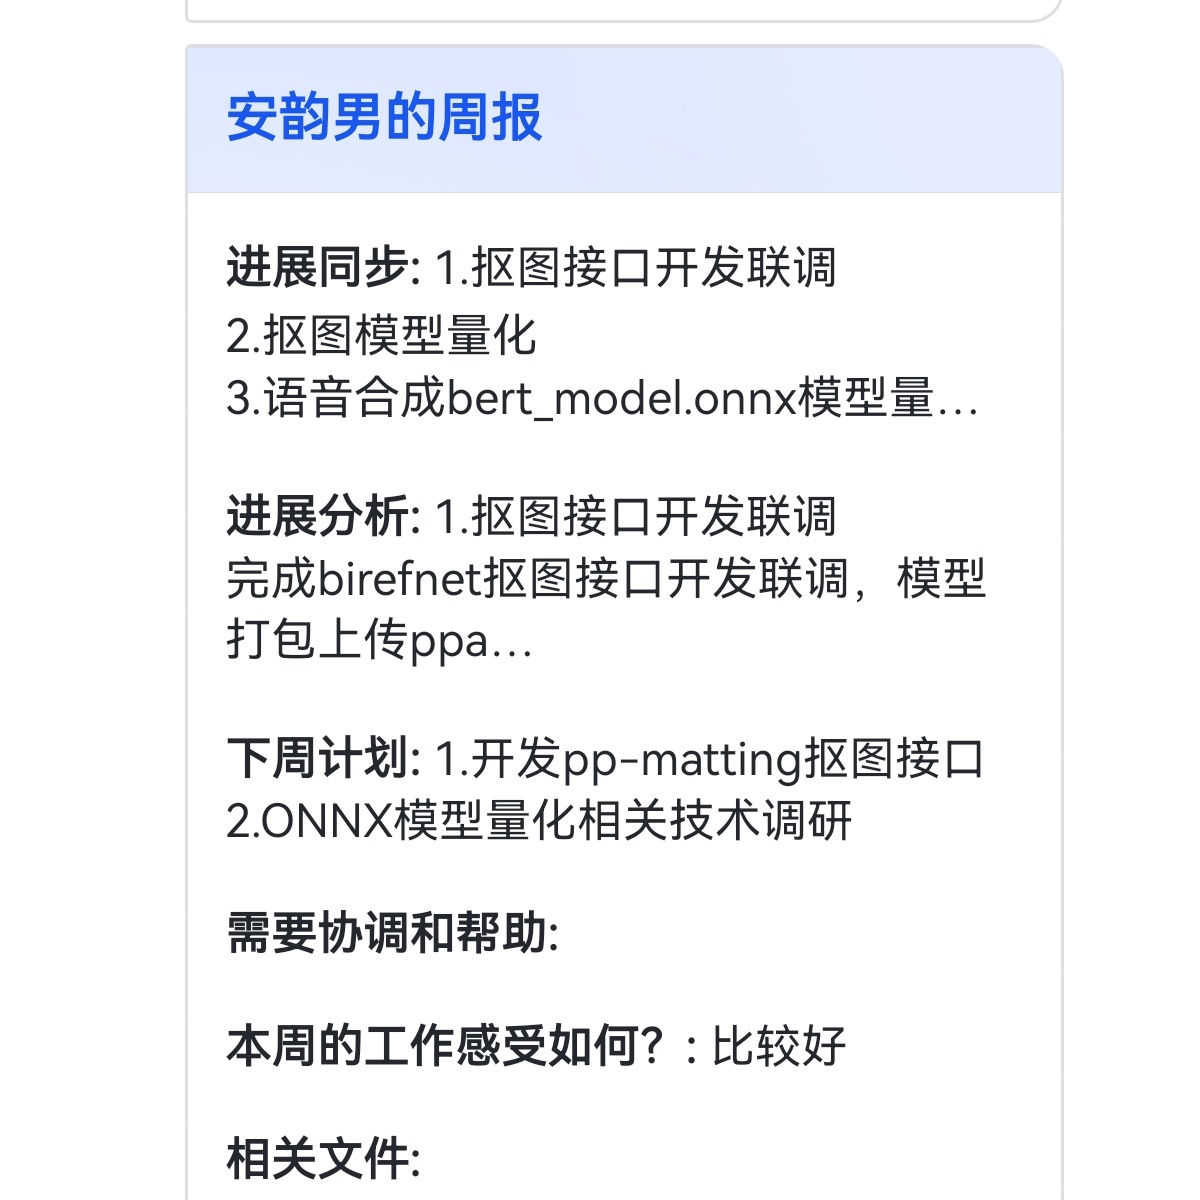 安韵男的周报
进展同步: 1.抠图接口开发联调
2.抠图模型量化
3.语音合成bert_model.onnx模型量...
进展分析: 1.抠图接口开发联调
完成birefnet抠图接口开发联调，模型
打包上传ppa...
下周计划: 1.开发pp-matting抠图接口
2.ONNX模型量化相关技术调研
需要协调和帮助:
本周的工作感受如何？: 比较好
相关文件: